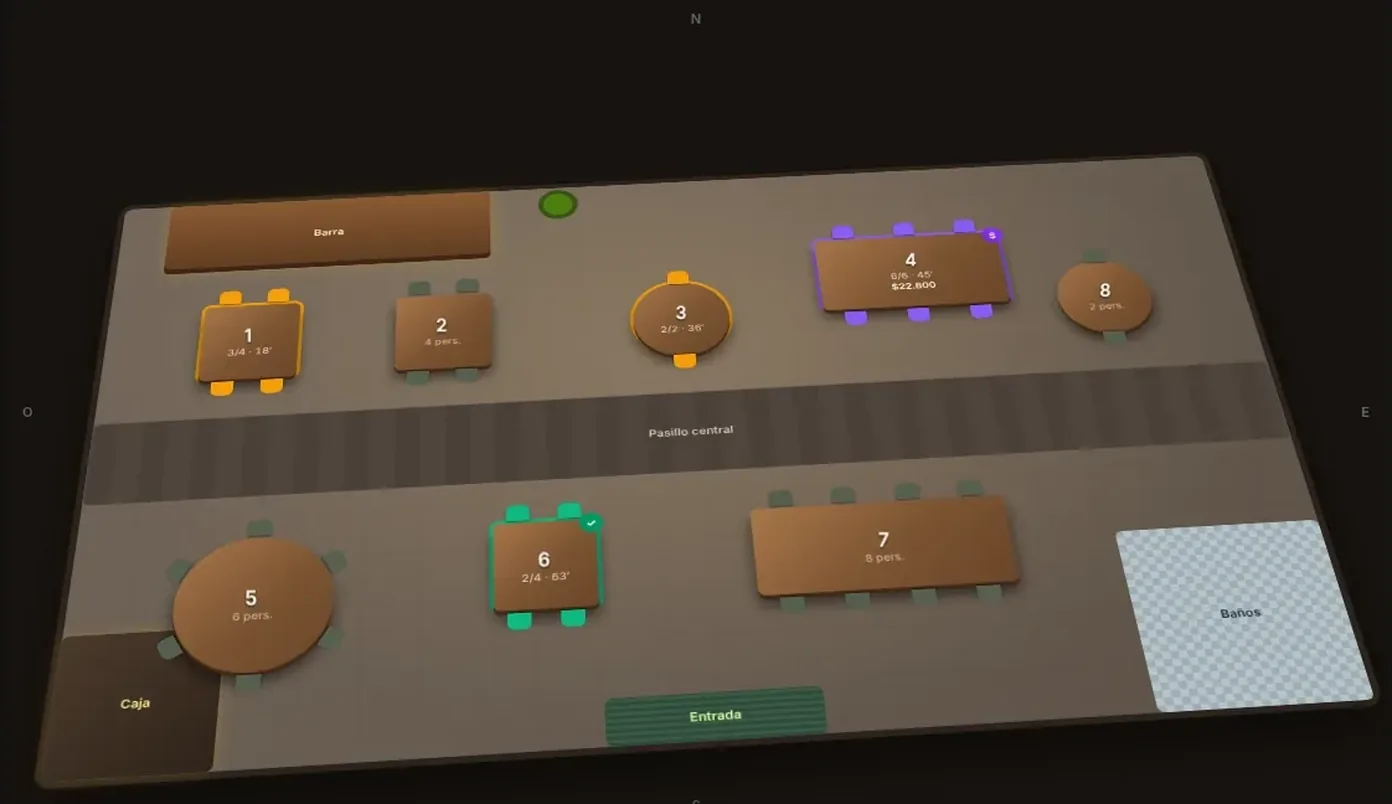 N
Barra
4
6/6 · 45'
$22.800
$
8
2 pers.
3
2/2 · 36'
2
4 pers.
1
3/4 · 18'
O
E
Pasillo central
7
8 pers.
6
2/4 · 63'
5
6 pers.
Baños
Caja
Entrada